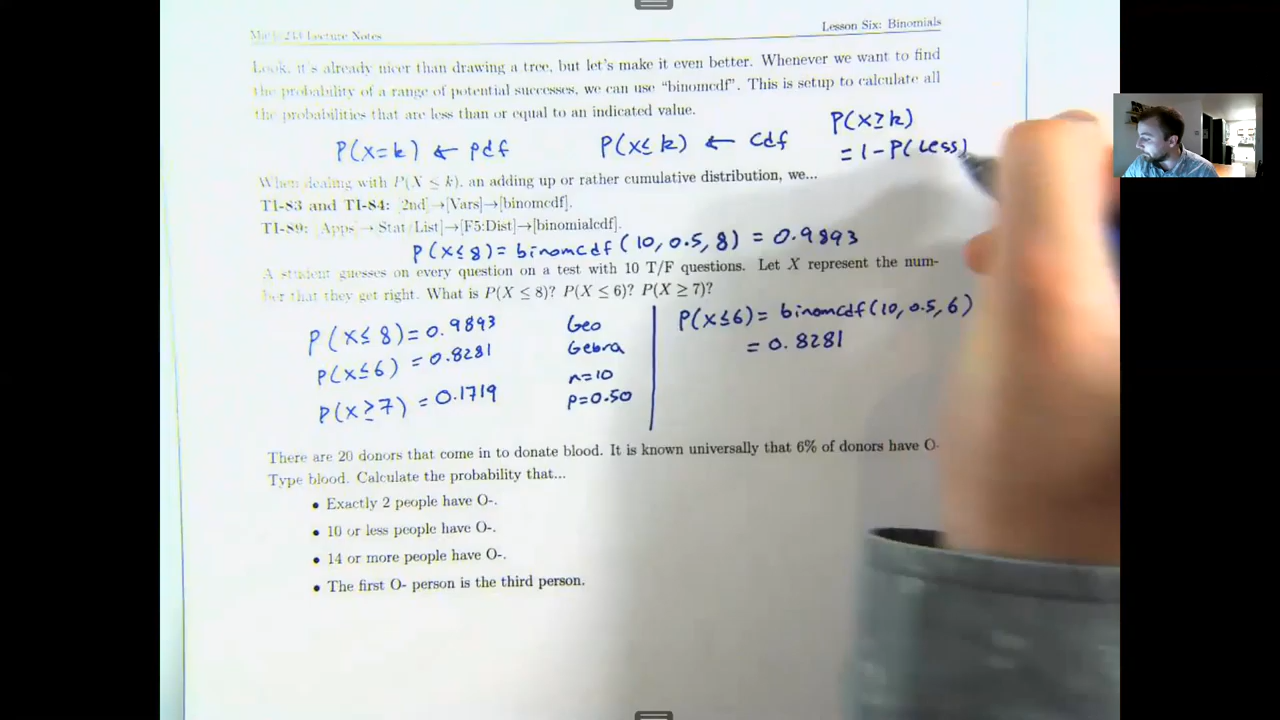 Math 243 Lecture Notes Lesson Six: Binomials
Look, it's already nicer than drawing a tree, but let's make it even better. Whenever we want to find
the probability of a range of potential successes, we can use "binomcdf". This is setup to calculate all
the probabilities that are less than or equal to an indicated value.
P(X=k) ← pdf P(X≤k) ← Cdf P(X≥k)
=1-P(Less)
When dealing with P(X ≤ k), an adding up or rather cumulative distribution, we...
TI-83 and TI-84: [2nd]→[Vars]→[binomcdf].
TI-89: [Apps]→ Stat/List]→[F5:Dist]→[binomialcdf].
P(X≤8)= binomcdf(10,0.5,8) = 0.9893
A student guesses on every question on a test with 10 T/F questions. Let X represent the num-
ber that they get right. What is P(X ≤ 8)? P(X ≤ 6)? P(X ≥ 7)?
P(X≤8)=0.9893
P(X≤6)=0.8281
P(X≥7)=0.1719
Geo
Gebra
n=10
p=0.50
P(X≤6)= binomcdf(10,0.5,6)
= 0.8281
There are 20 donors that come in to donate blood. It is known universally that 6% of donors have O-
Type blood. Calculate the probability that...
• Exactly 2 people have O-.
• 10 or less people have O-.
• 14 or more people have O-.
• The first O- person is the third person.